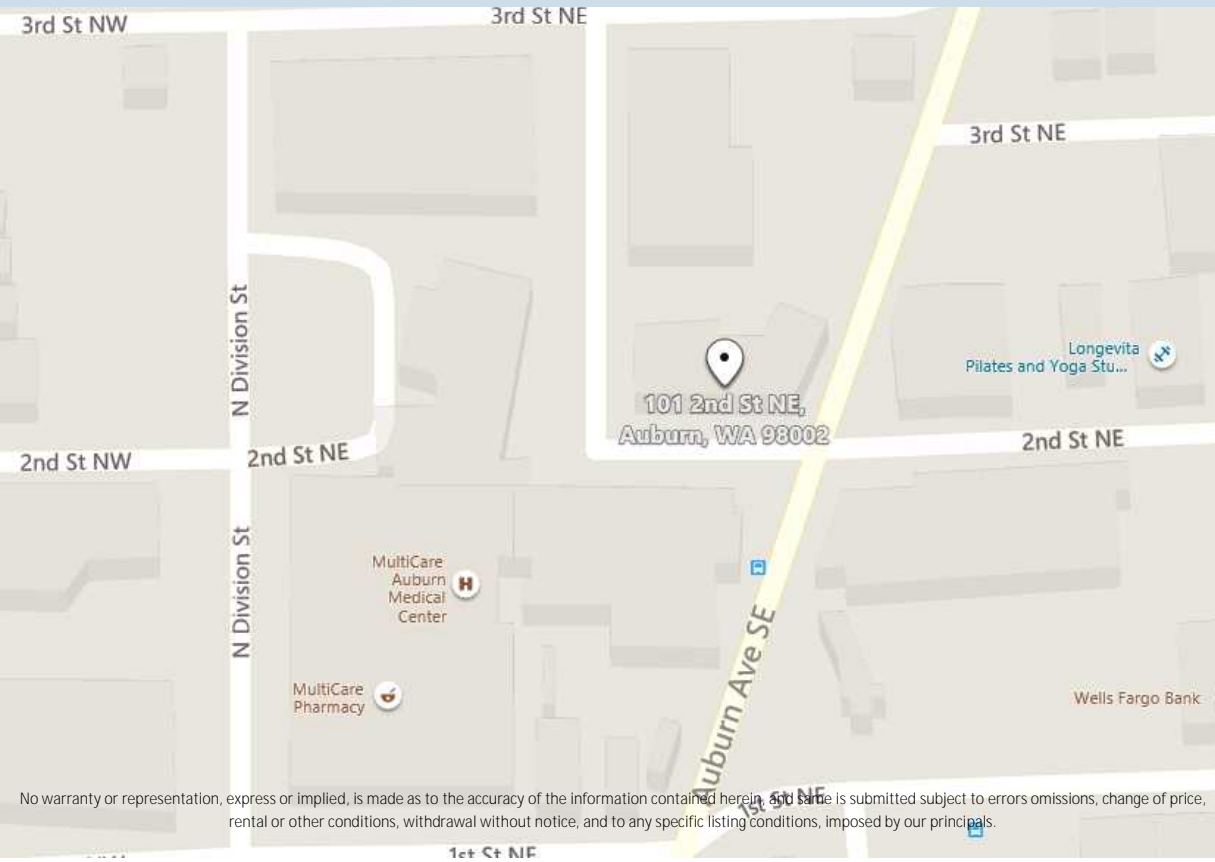 3rd St NW
3rd St NE
3rd St NE
N Division St
Longevita
Pilates and Yoga Stu...
101 2nd St NE,
Auburn, WA 98002
2nd St NW
2nd St NE
2nd St NE
N Division St
MultiCare
Auburn
Medical
Center
H
Auburn Ave SE
MultiCare
Pharmacy
Wells Fargo Bank
1st St NE
No warranty or representation, express or implied, is made as to the accuracy of the information contained herein, and same is submitted subject to errors omissions, change of price,
rental or other conditions, withdrawal without notice, and to any specific listing conditions, imposed by our principals.
1st St NE